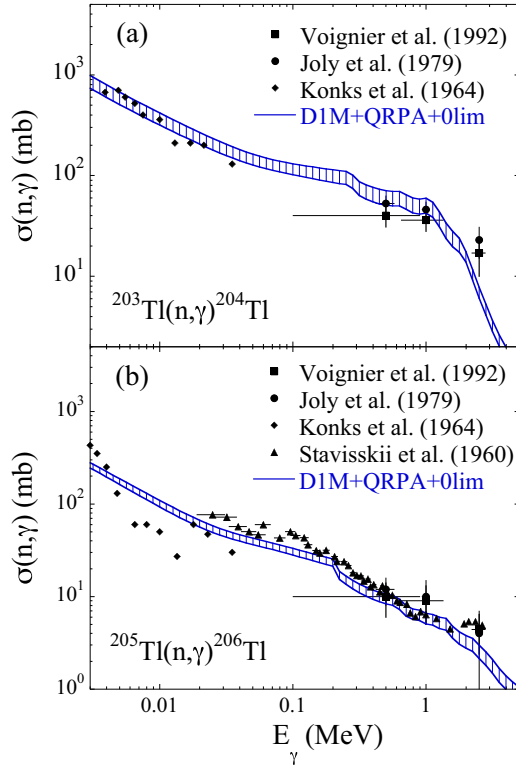 (a)
Voignier et al. (1992)
Joly et al. (1979)
Konks et al. (1964)
D1M+QRPA+0lim
10³
10²
10¹
σ(n,γ) (mb)
²⁰³Tl(n,γ)²⁰⁴Tl
(b)
Voignier et al. (1992)
Joly et al. (1979)
Konks et al. (1964)
Stavisskii et al. (1960)
D1M+QRPA+0lim
10³
10²
10¹
10⁰
σ(n,γ) (mb)
²⁰⁵Tl(n,γ)²⁰⁶Tl
0.01 0.1 1
E_γ (MeV)